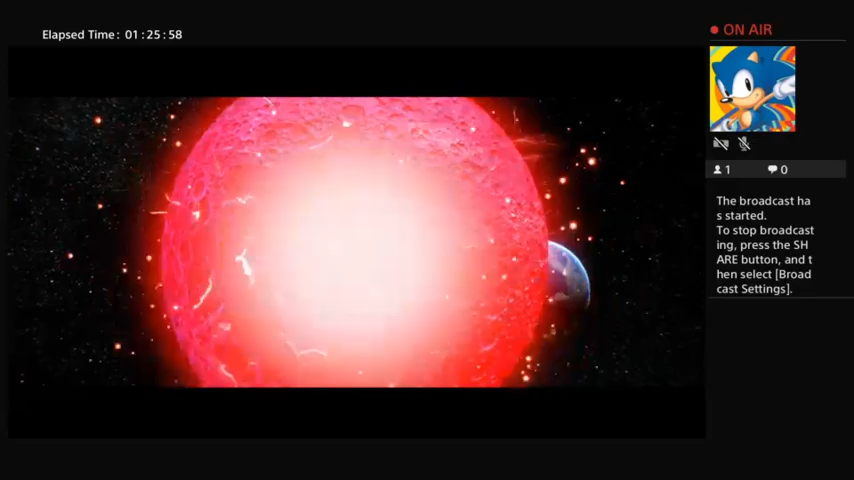 Elapsed Time: 01:25:58
ON AIR
1
0
The broadcast ha
s started.
To stop broadcast
ing, press the SH
ARE button, and t
hen select [Broad
cast Settings].